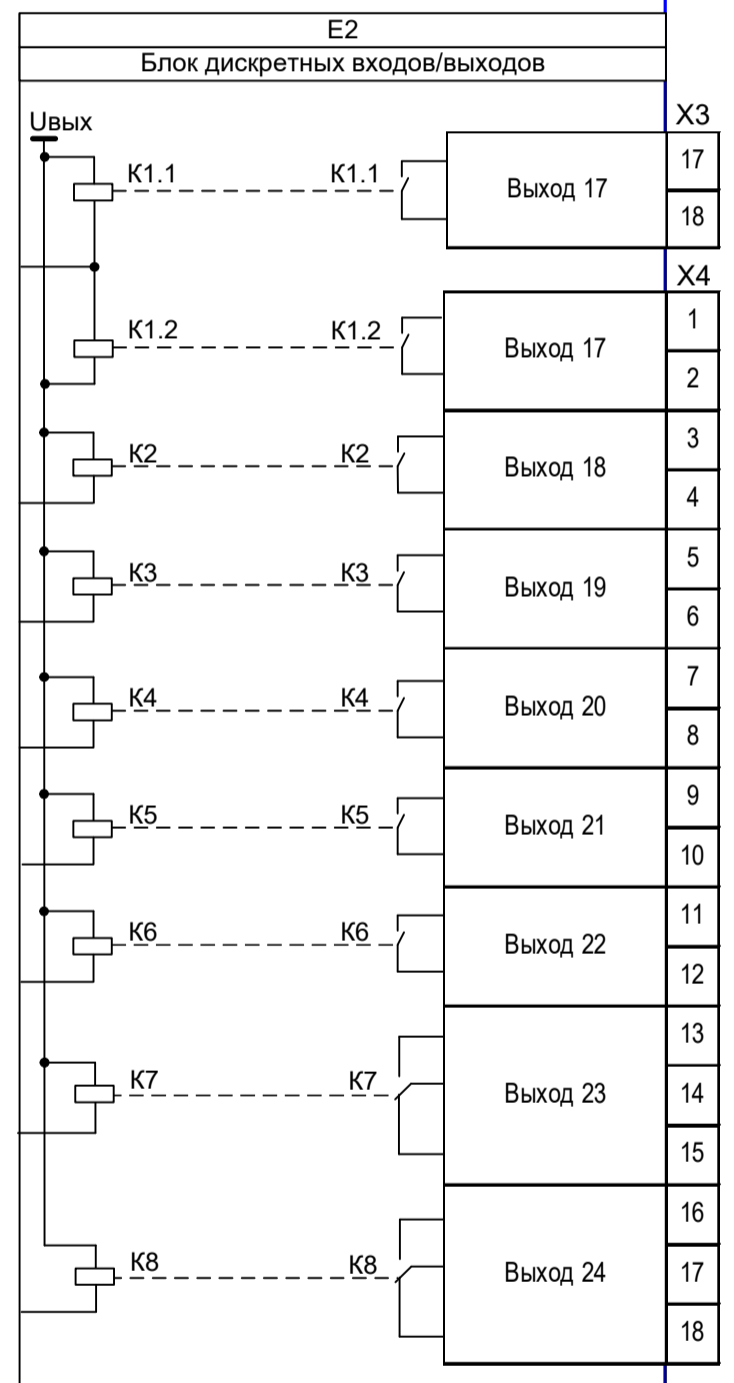 E2
Блок дискретных входов/выходов
Uвых
X3
K1.1
K1.1
Выход 17
17
18
X4
K1.2
K1.2
Выход 17
1
2
K2
K2
Выход 18
3
4
K3
K3
Выход 19
5
6
K4
K4
Выход 20
7
8
K5
K5
Выход 21
9
10
K6
K6
Выход 22
11
12
K7
K7
Выход 23
13
14
15
K8
K8
Выход 24
16
17
18